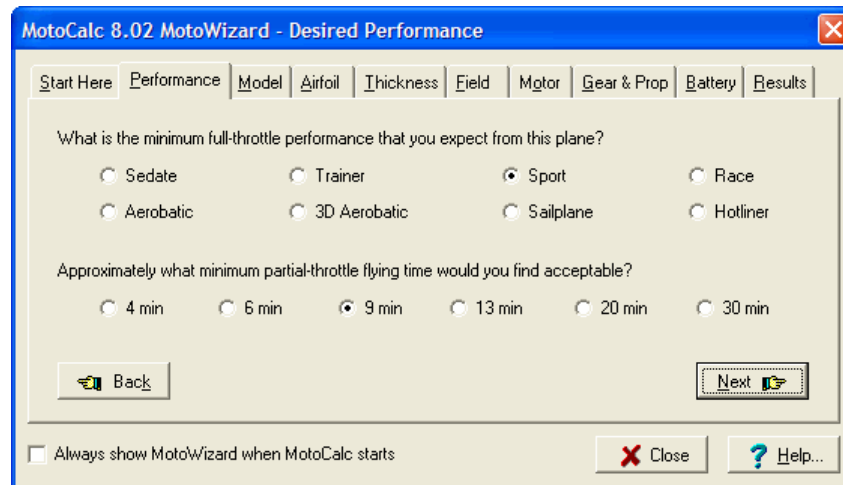 MotoCalc 8.02 MotoWizard - Desired Performance
Start Here Performance Model Airfoil Thickness Field Motor Gear & Prop Battery Results
What is the minimum full-throttle performance that you expect from this plane?
Sedate Trainer Sport Race
Aerobatic 3D Aerobatic Sailplane Hotliner
Approximately what minimum partial-throttle flying time would you find acceptable?
4 min 6 min 9 min 13 min 20 min 30 min
Back Next
Always show MotoWizard when MotoCalc starts Close Help...